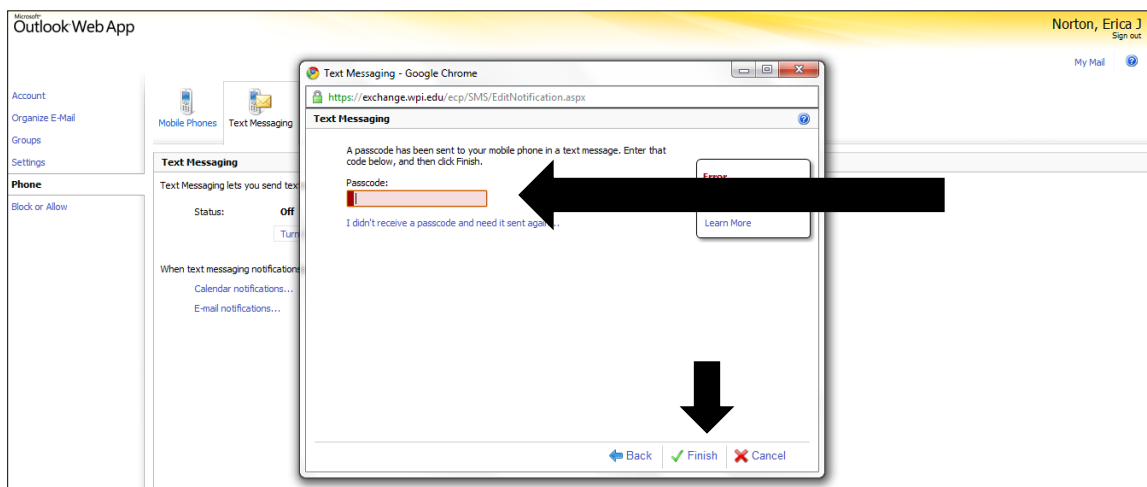 Microsoft®
Outlook Web App
Norton, Erica J
Sign out
My Mail
Account
Organize E-Mail
Groups
Settings
Phone
Block or Allow
Mobile Phones
Text Messaging
Text Messaging
Text Messaging lets you send
Status: Off
When text messaging
Calendar notifications...
E-mail notifications...
Text Messaging - Google Chrome
https://exchange.wpi.edu/ecp/SMS/EditNotification.aspx
Text Messaging
A passcode has been sent to your mobile phone in a text message. Enter that
code below, and then click Finish.
Passcode:
I didn't receive a passcode and need it sent
Error
Learn More
Back
Finish
Cancel